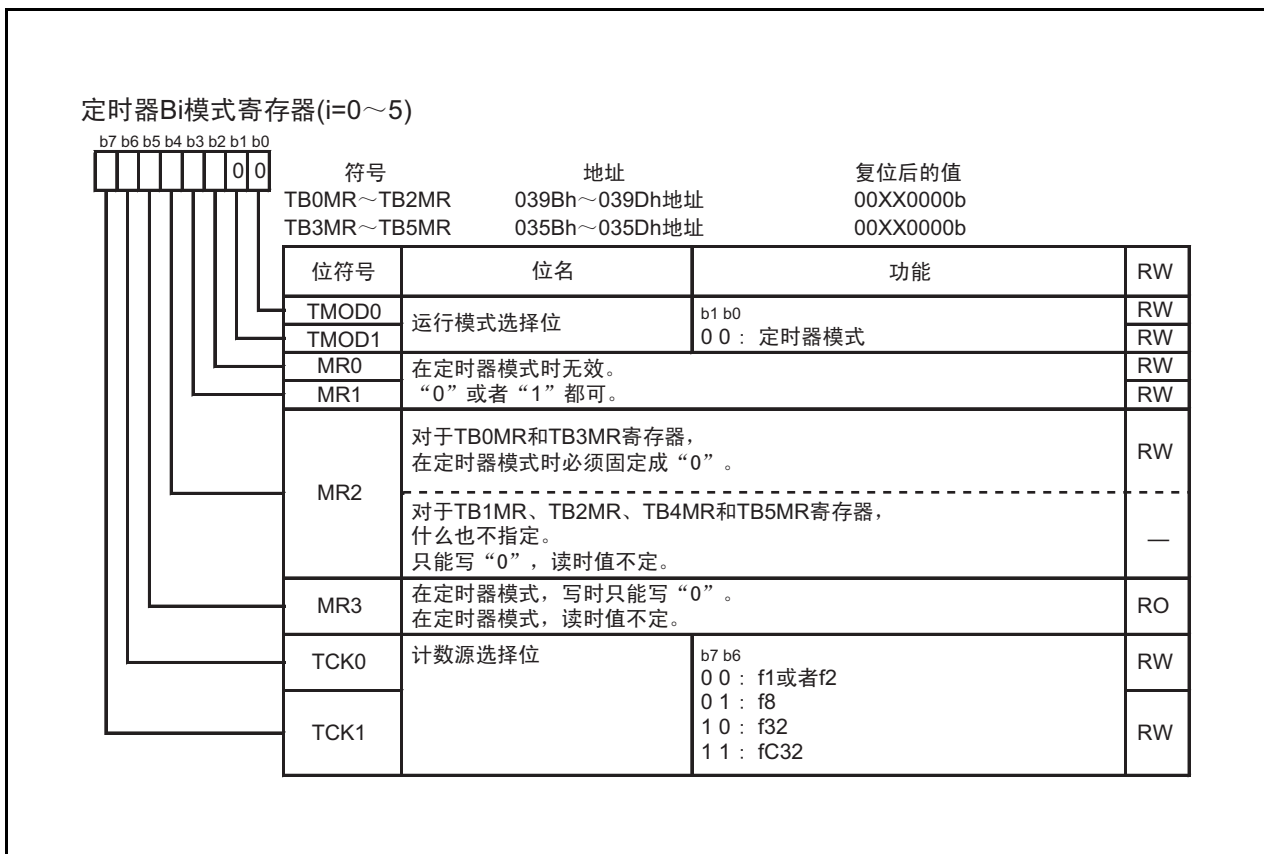 定时器Bi模式寄存器(i=0～5)
b7 b6 b5 b4 b3 b2 b1 b0
0 0
符号 地址 复位后的值
TB0MR～TB2MR 039Bh～039Dh地址 00XX0000b
TB3MR～TB5MR 035Bh～035Dh地址 00XX0000b
位符号 位名 功能 RW
TMOD0 RW
TMOD1 RW
运行模式选择位
b1 b0
0 0 : 定时器模式
MR0 RW
MR1 RW
在定时器模式时无效。
“0”或者“1”都可。
MR2
对于TB0MR和TB3MR寄存器，
在定时器模式时必须固定成“0”。
RW
对于TB1MR、TB2MR、TB4MR和TB5MR寄存器，
什么也不指定。
只能写“0”，读时值不定。
—
MR3
在定时器模式，写时只能写“0”。
在定时器模式，读时值不定。
RO
TCK0 RW
TCK1 RW
计数源选择位
b7 b6
0 0 : f1或者f2
0 1 : f8
1 0 : f32
1 1 : fC32